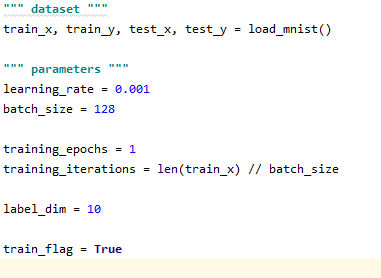 """ dataset """
train_x, train_y, test_x, test_y = load_mnist()
""" parameters """
learning_rate = 0.001
batch_size = 128
training_epochs = 1
training_iterations = len(train_x) // batch_size
label_dim = 10
train_flag = True